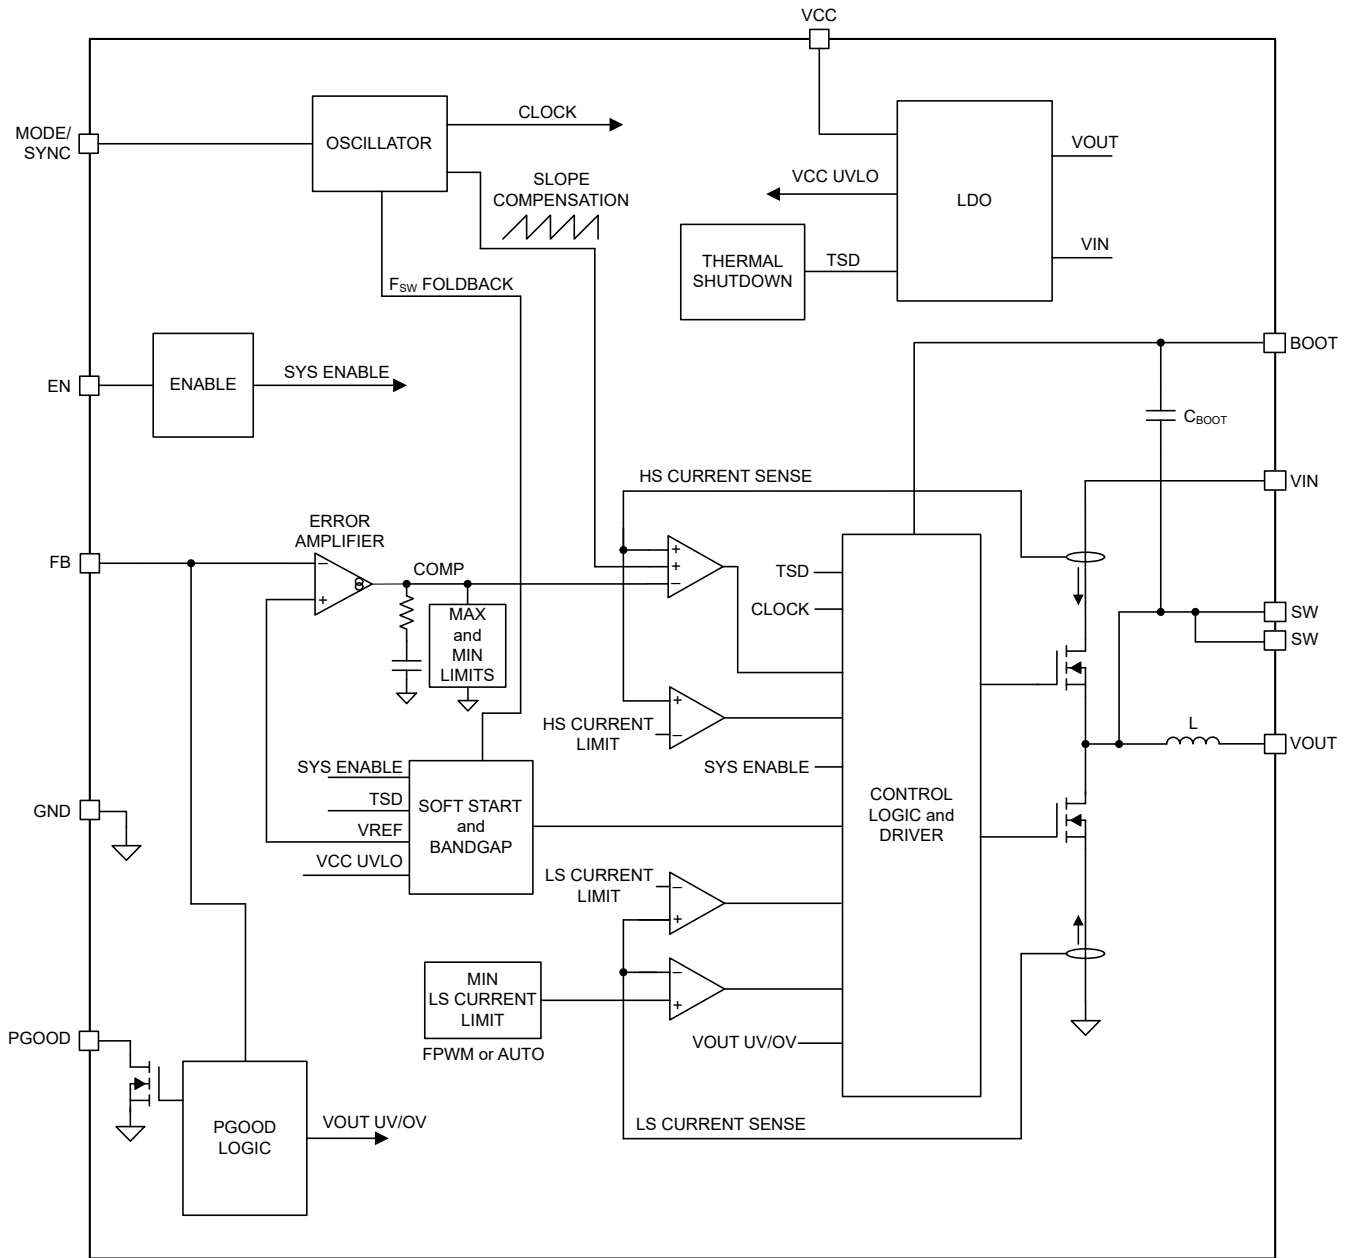 VCC
MODE/
SYNC
OSCILLATOR
CLOCK
SLOPE
COMPENSATION
VCC UVLO
LDO
VOUT
VIN
THERMAL
SHUTDOWN
TSD
FSW FOLDBACK
BOOT
EN
ENABLE
SYS ENABLE
CBOOT
HS CURRENT SENSE
VIN
ERROR
AMPLIFIER
FB
−
+
COMP
+
+
−
MAX
and
MIN
LIMITS
TSD
CLOCK
SW
SW
+
−
HS CURRENT
LIMIT
L
VOUT
SYS ENABLE
TSD
VREF
VCC UVLO
SOFT START
and
BANDGAP
SYS ENABLE
CONTROL
LOGIC and
DRIVER
GND
LS CURRENT
LIMIT
−
+
MIN
LS CURRENT
LIMIT
FPWM or AUTO
−
+
VOUT UV/OV
PGOOD
PGOOD
LOGIC
VOUT UV/OV
LS CURRENT SENSE